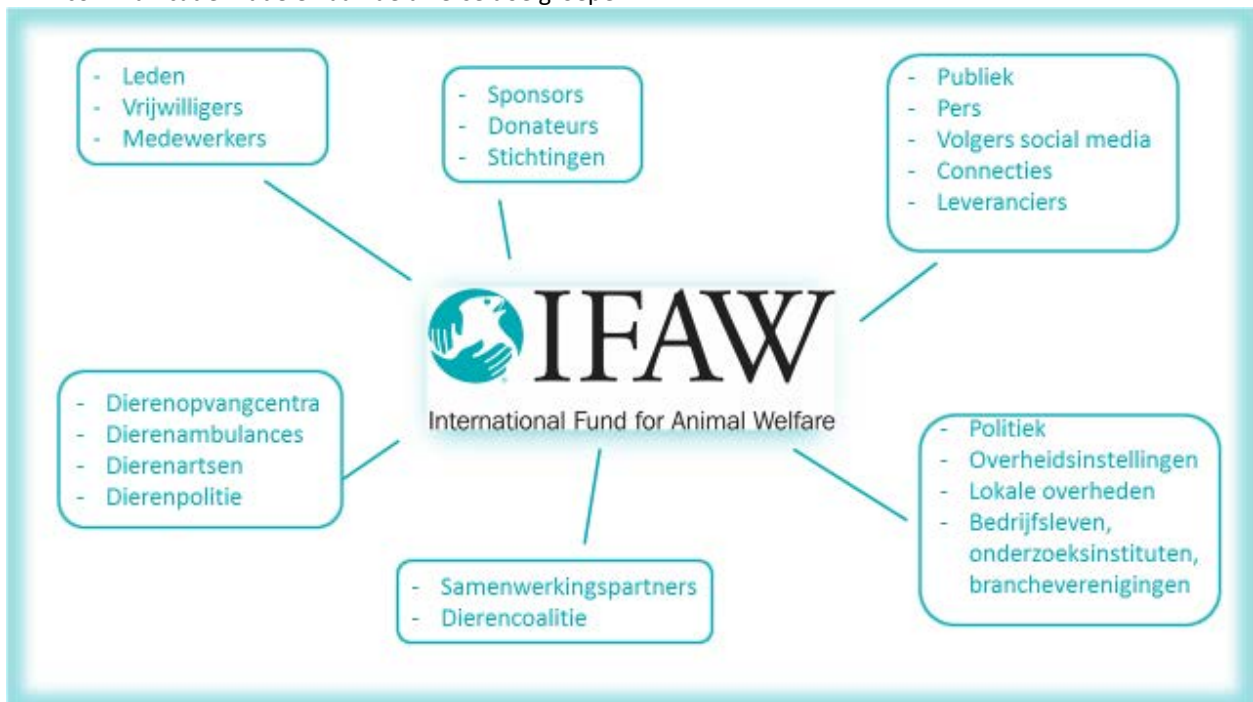 - Leden
- Vrijwilligers
- Medewerkers
- Sponsors
- Donateurs
- Stichtingen
- Publiek
- Pers
- Volgers social media
- Connecties
- Leveranciers
IFAW
International Fund for Animal Welfare
- Dierenopvangcentra
- Dierenambulances
- Dierenartsen
- Dierenpolitie
- Samenwerkingspartners
- Dierencoalitie
- Politiek
- Overheidsinstellingen
- Lokale overheden
- Bedrijfsleven,
onderzoeksinstituten,
brancheverenigingen